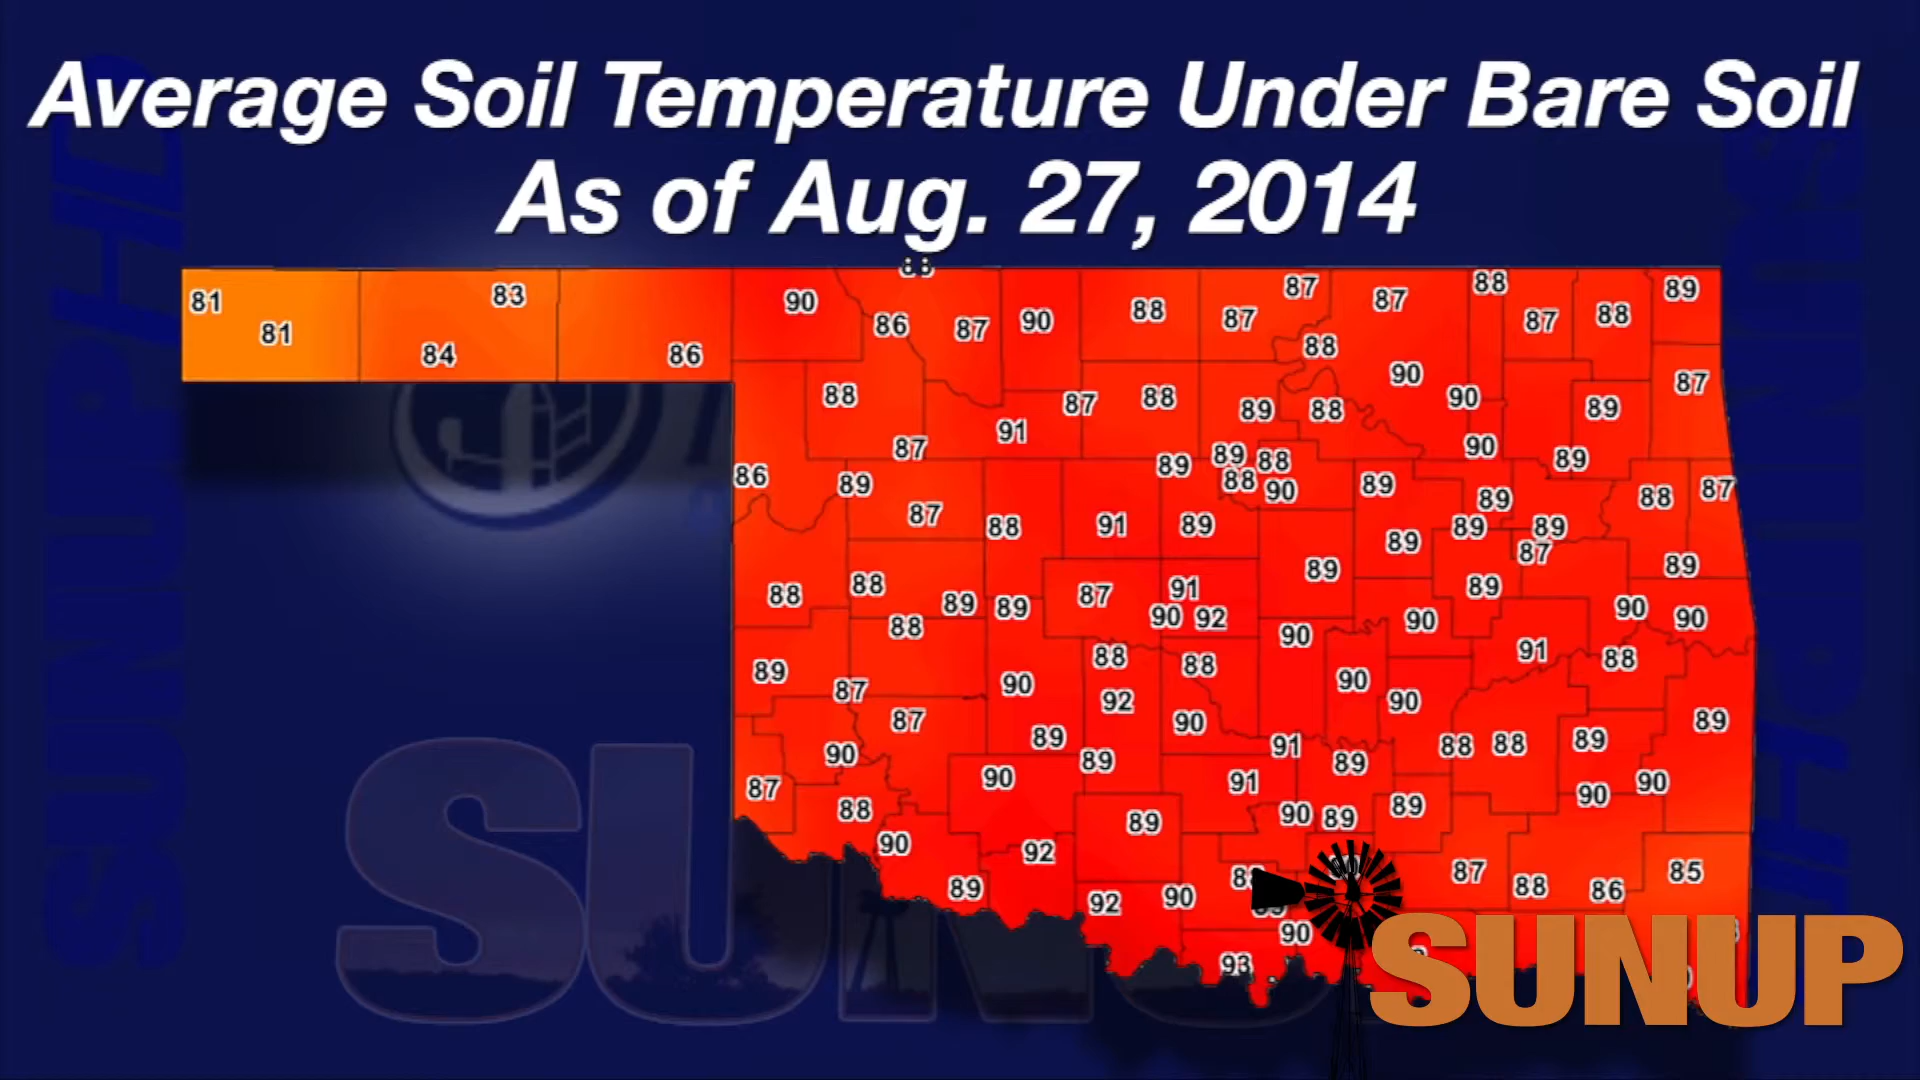 Average Soil Temperature Under Bare Soil
As of Aug. 27, 2014
88
81 83 90 86 87 90 88 87 87 87 88 87 88 89
81 84 86 88
88 87 88 89 88 90 90 89 87
87 91 89 89 88 90 89
86 89 88 90 89 89 88 87
87 88 91 89 89 89 89 87
88 88 89 89 87 91 89 89 89
88 90 92 90 90 90 90
89 90 88 88 91 88
87 87 92 90 90 90 89
90 89 89 91 89 88 88 89
87 90 91 90 90
88 89 90 89 89
90 92 87 85
89 92 90 88 86
90
93
SUNUP
SUNUP
SUNUPHD